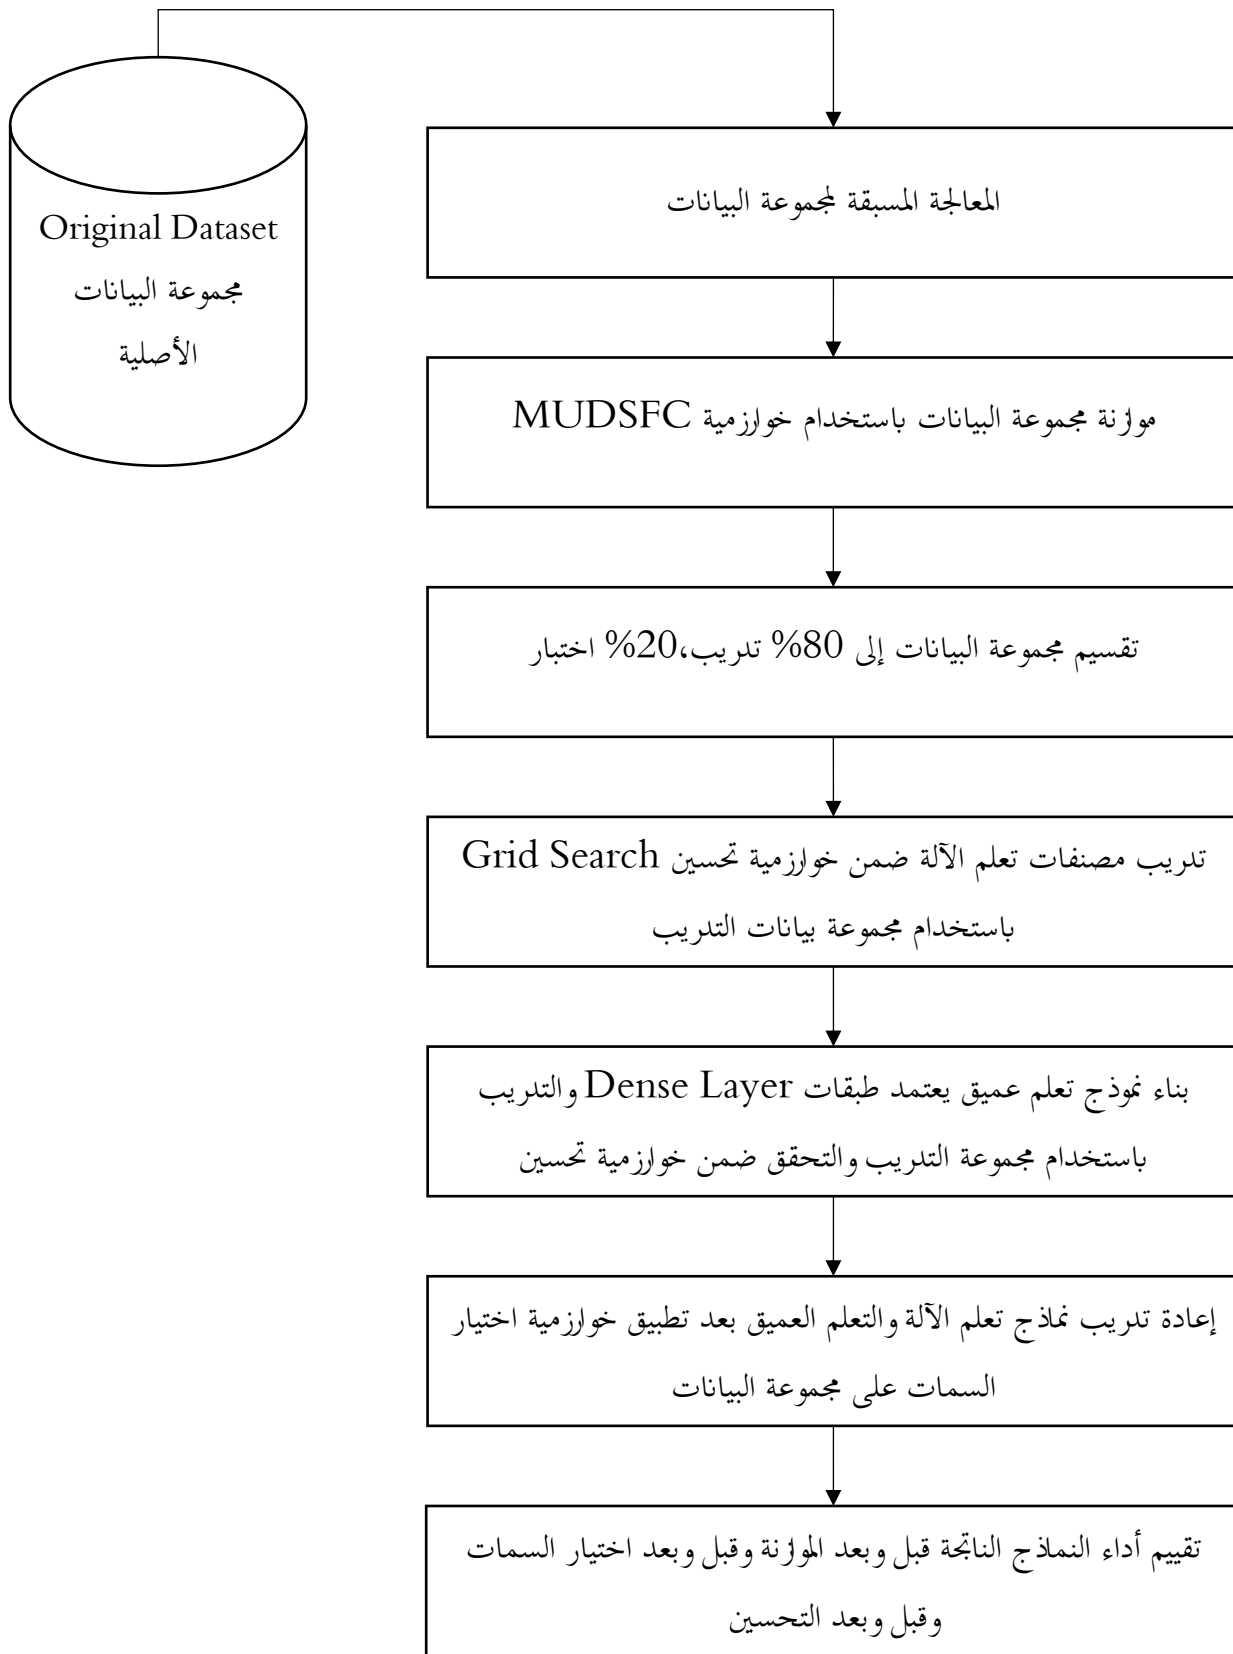 Original Dataset
مجموعة البيانات
الأصلية
المعالجة المسبقة لمجموعة البيانات
موازنة مجموعة البيانات باستخدام خوارزمية MUDSFC
تقسيم مجموعة البيانات إلى 80% تدريب،20% اختبار
تدريب مصنفات تعلم الآلة ضمن خوارزمية تحسين Grid Search
باستخدام مجموعة بيانات التدريب
بناء نموذج تعلم عميق يعتمد طبقات Dense Layer والتدريب
باستخدام مجموعة التدريب والتحقق ضمن خوارزمية تحسين
إعادة تدريب نماذج تعلم الآلة والتعلم العميق بعد تطبيق خوارزمية اختيار
السمات على مجموعة البيانات
تقييم أداء النماذج الناتجة قبل وبعد الموازنة وقبل وبعد اختيار السمات
وقبل وبعد التحسين